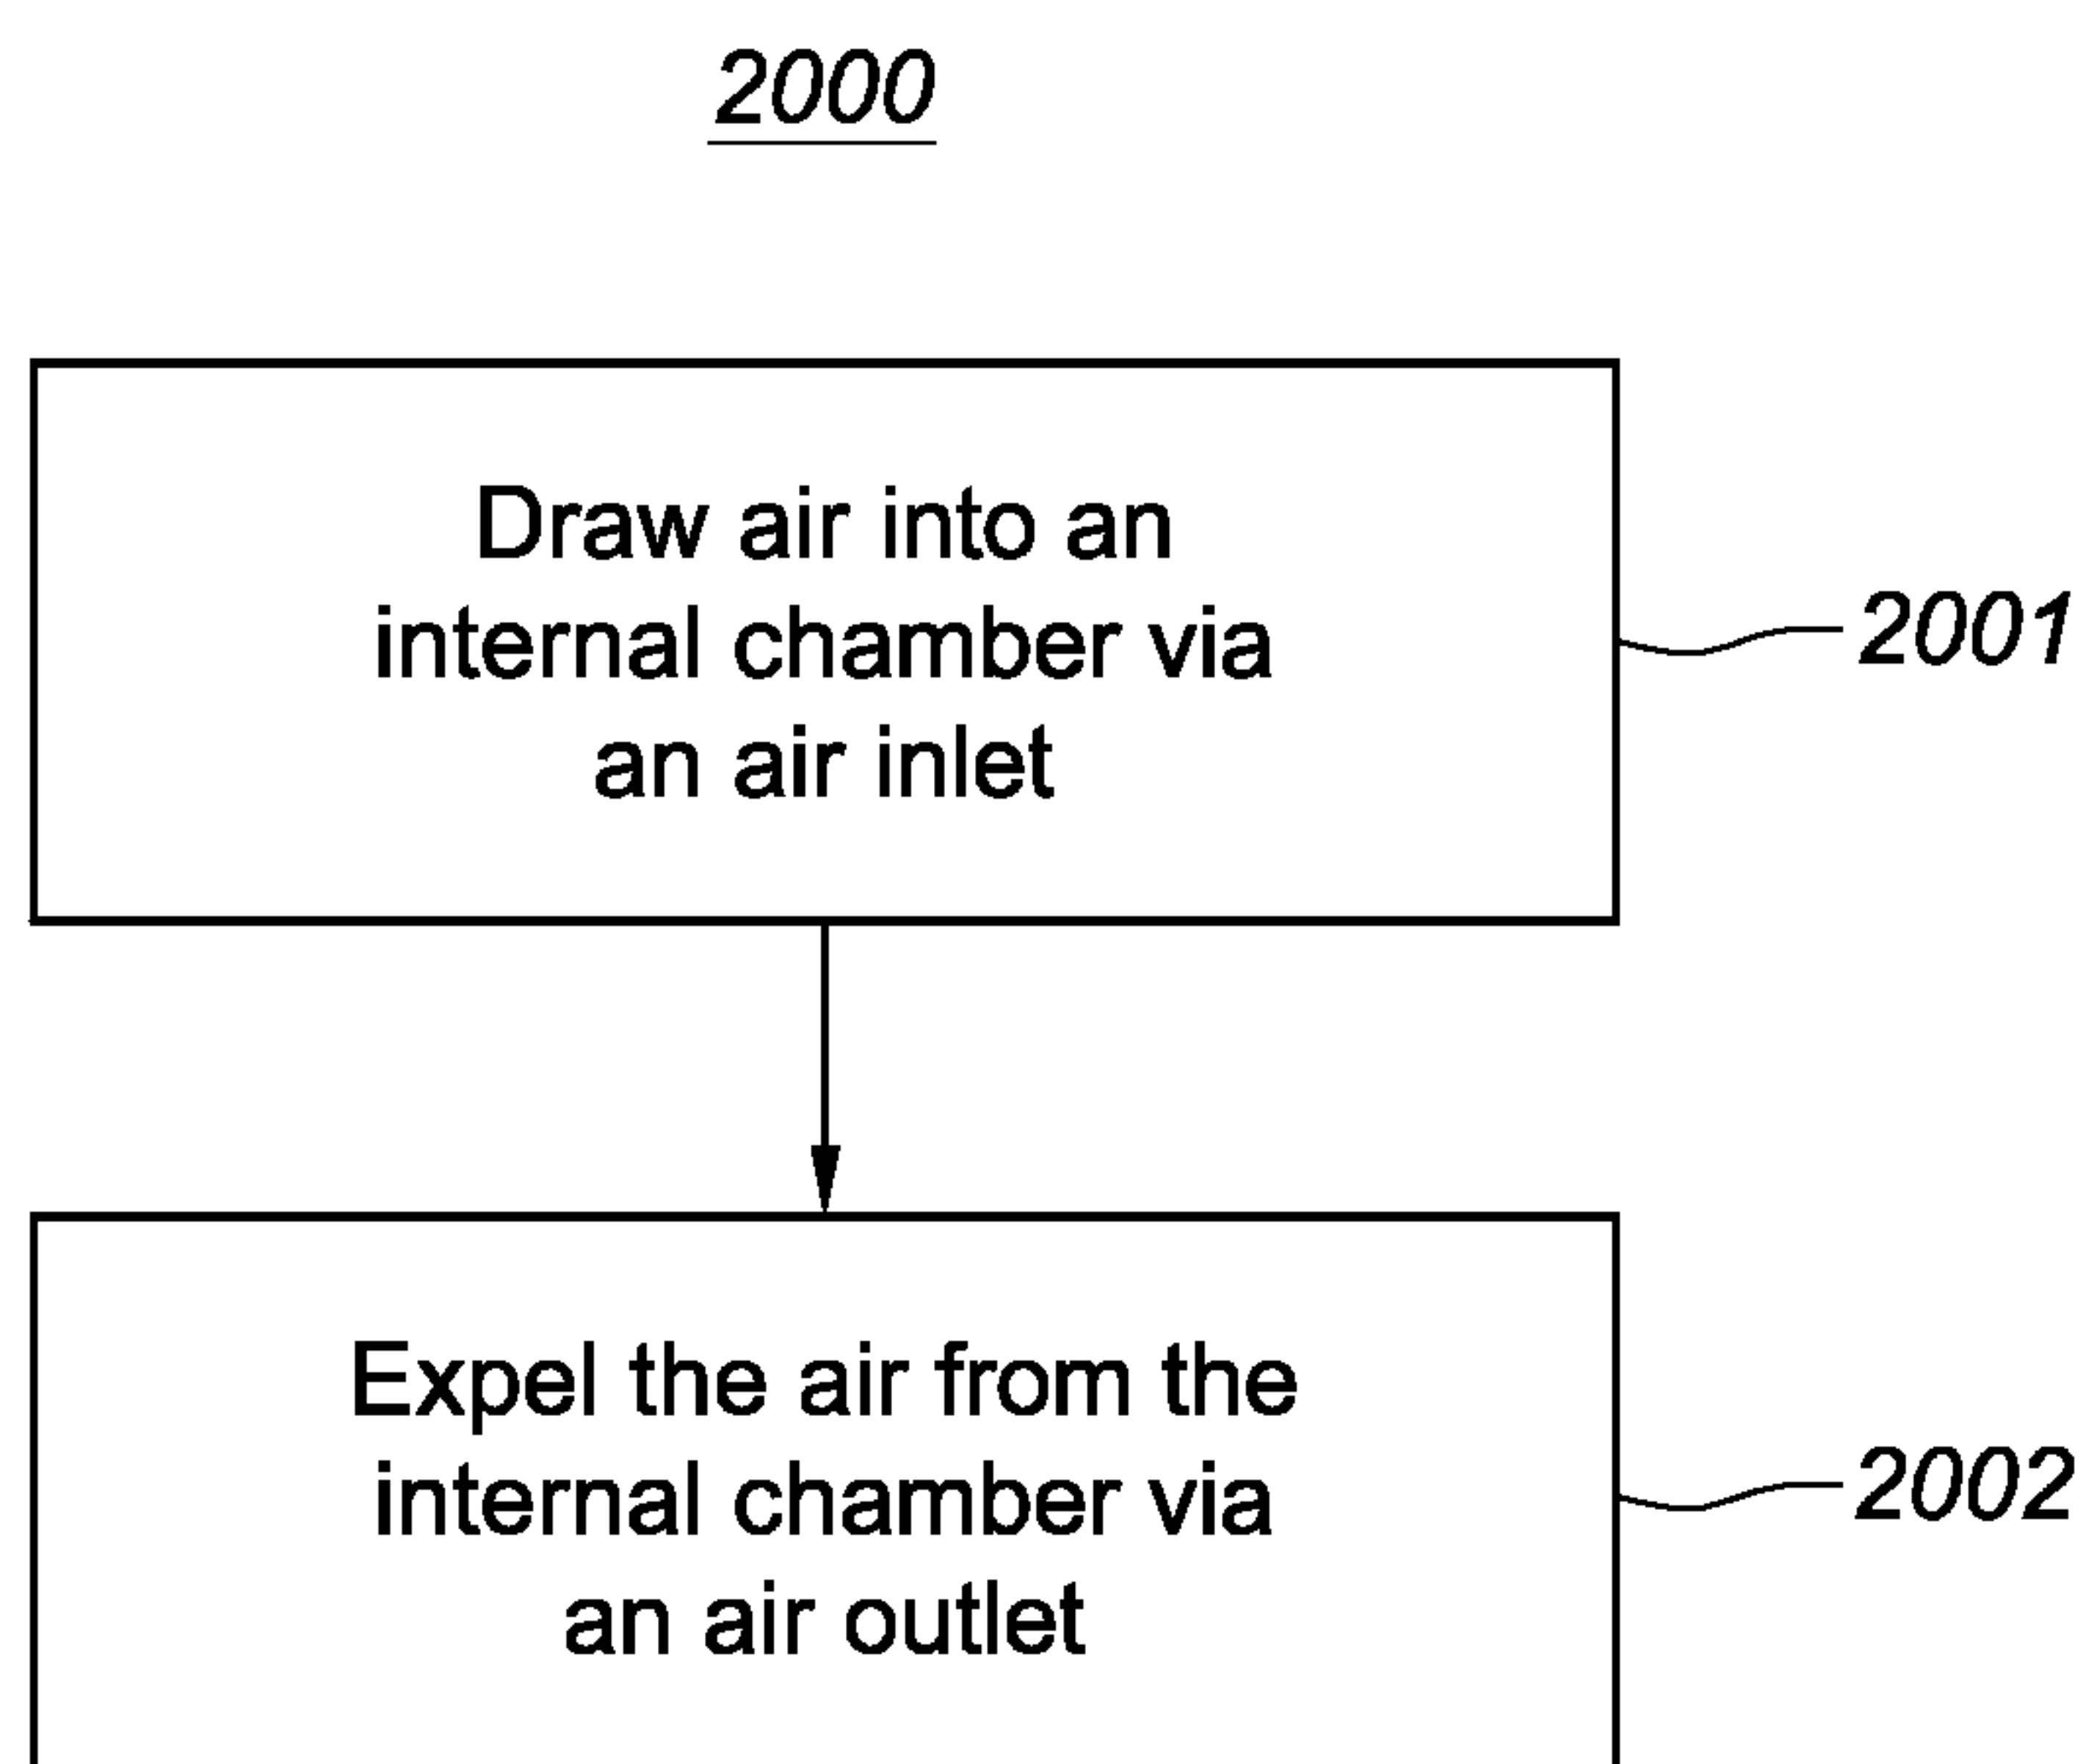 2000
Draw air into an
internal chamber via
an air inlet
2001
Expel the air from the
internal chamber via
an air outlet
2002